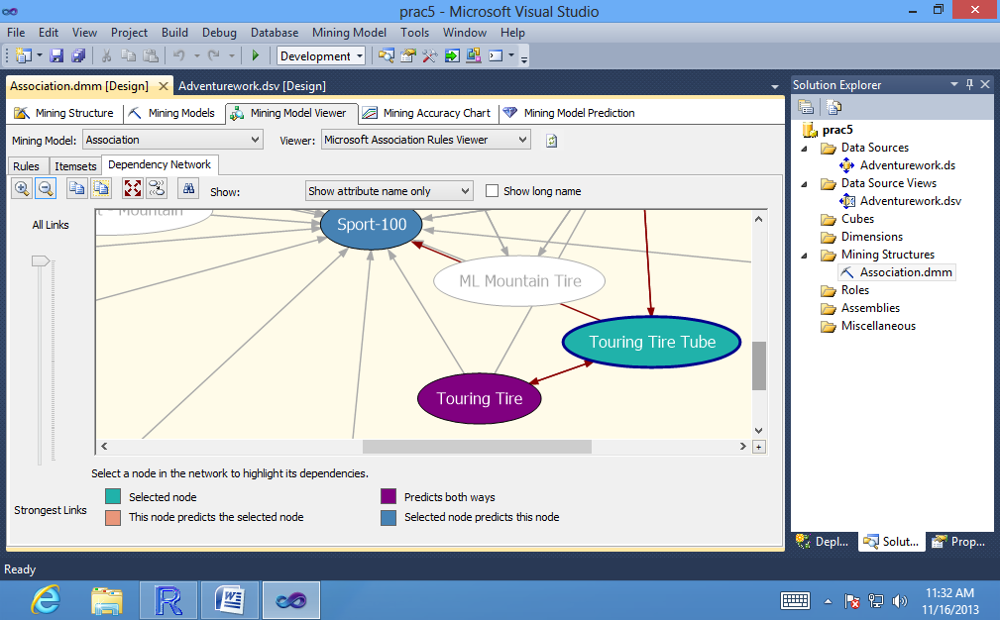 prac5 - Microsoft Visual Studio
File Edit View Project Build Debug Database Mining Model Tools Window Help
Development
Association.dmm [Design] Adventurework.dsv [Design]
Mining Structure Mining Models Mining Model Viewer Mining Accuracy Chart Mining Model Prediction
Mining Model: Association Viewer: Microsoft Association Rules Viewer
Rules Itemsets Dependency Network
Show: Show attribute name only Show long name
All Links
Mountain
Sport-100
ML Mountain Tire
Touring Tire Tube
Touring Tire
Select a node in the network to highlight its dependencies.
Strongest Links
Selected node Predicts both ways
This node predicts the selected node Selected node predicts this node
Solution Explorer
prac5
Data Sources
Adventurework.ds
Data Source Views
Adventurework.dsv
Cubes
Dimensions
Mining Structures
Association.dmm
Roles
Assemblies
Miscellaneous
Depl... Solut... Prop...
Ready
11:32 AM
11/16/2013